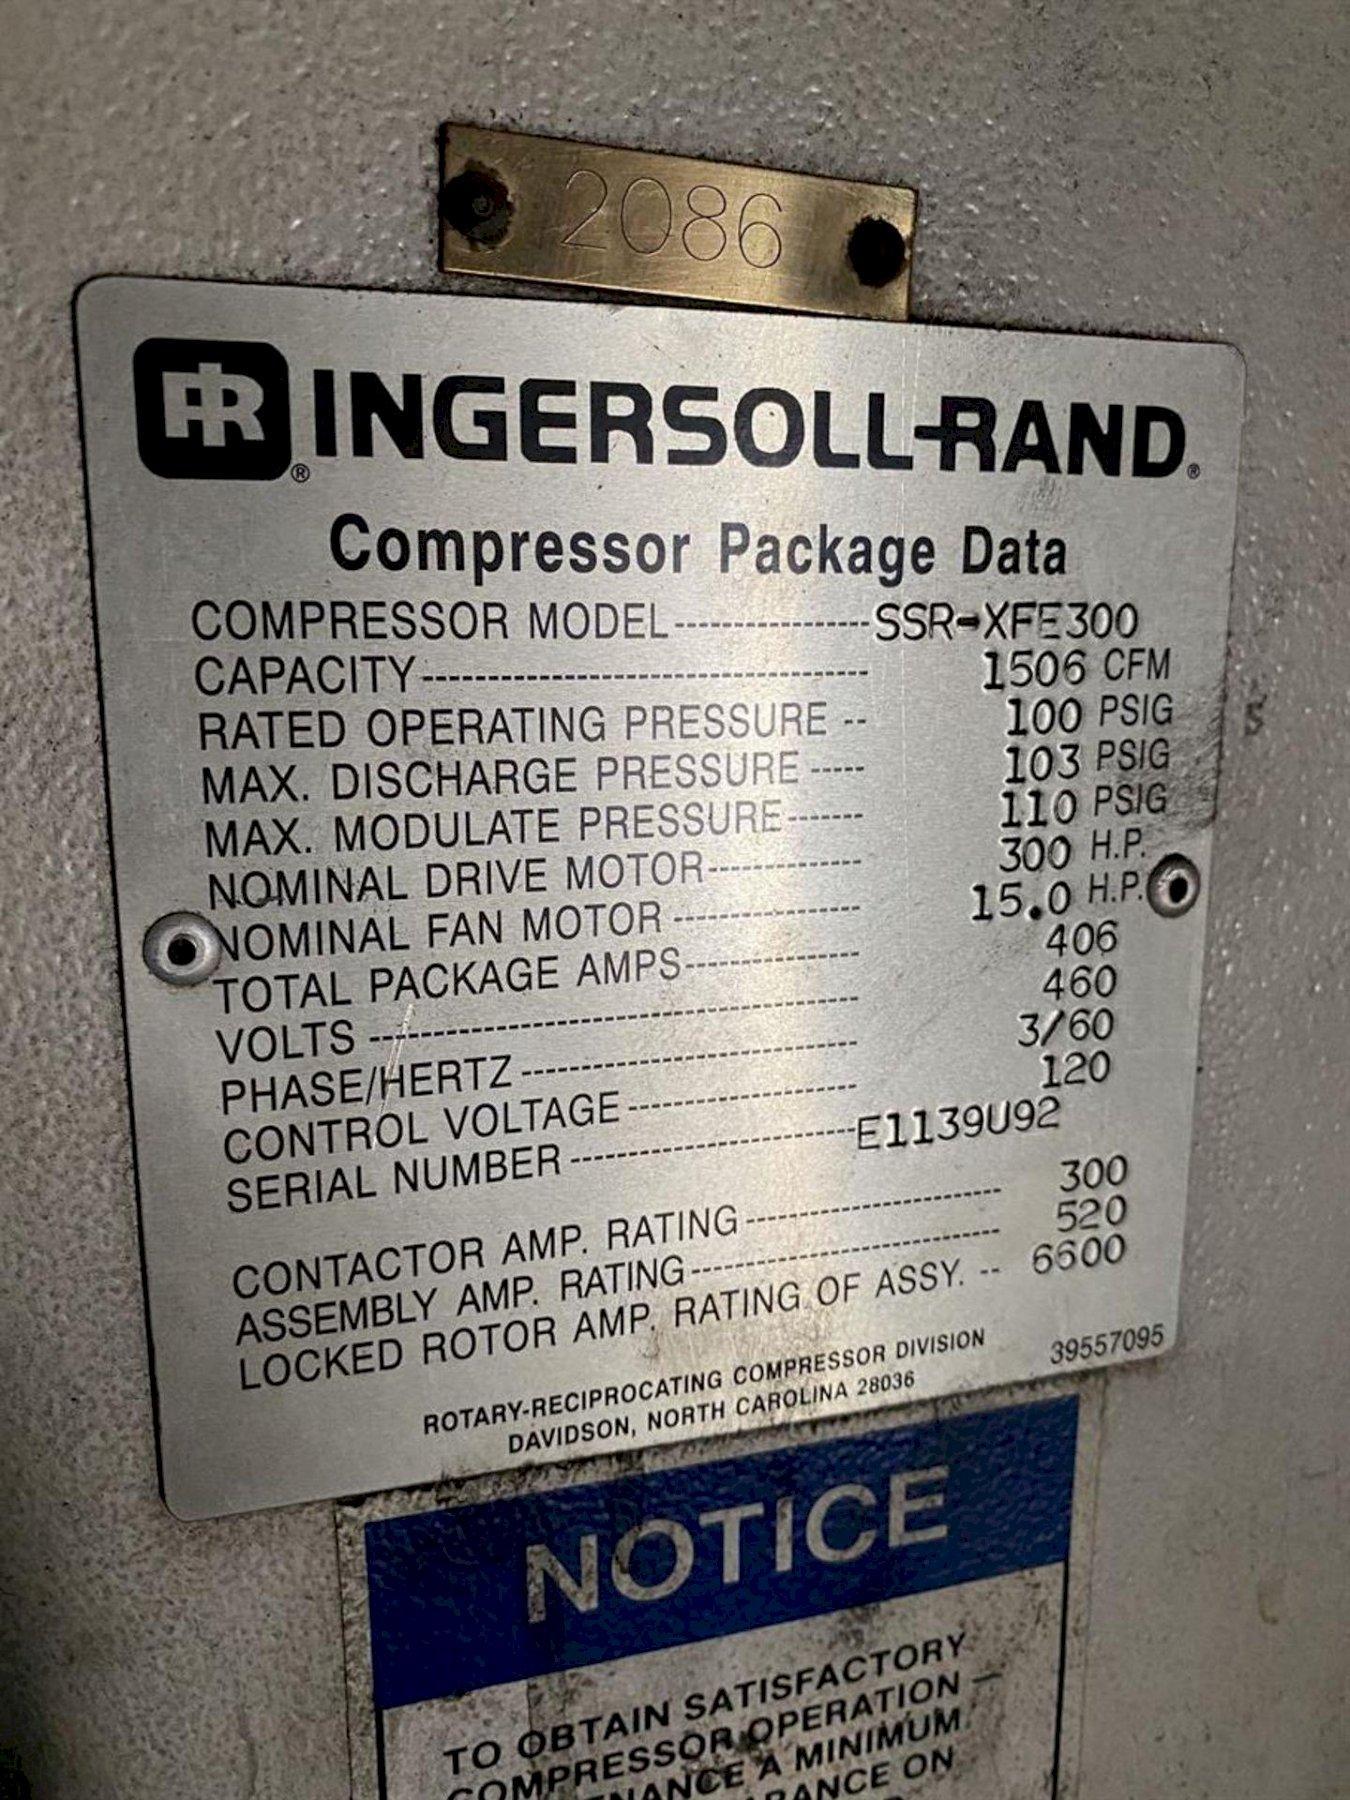 2086
IR® INGERSOLL-RAND®
Compressor Package Data
COMPRESSOR MODEL----------------SSR-XFE300
CAPACITY---------------------------------- 1506 CFM
RATED OPERATING PRESSURE -- 100 PSIG
MAX. DISCHARGE PRESSURE ----- 103 PSIG
MAX. MODULATE PRESSURE------- 110 PSIG
NOMINAL DRIVE MOTOR------------ 300 H.P.
NOMINAL FAN MOTOR -------------- 15.0 H.P.
TOTAL PACKAGE AMPS------------- 406
VOLTS ------------------------------------- 460
PHASE/HERTZ -------------------------- 3/60
CONTROL VOLTAGE ----------------- 120
SERIAL NUMBER ---------------------E1139U92
CONTACTOR AMP. RATING-------------------- 300
ASSEMBLY AMP. RATING------------------------ 520
LOCKED ROTOR AMP. RATING OF ASSY. -- 6600
ROTARY-RECIPROCATING COMPRESSOR DIVISION 39557095
DAVIDSON, NORTH CAROLINA 28036
NOTICE
TO OBTAIN SATISFACTORY
COMPRESSOR OPERATION —
A MINIMUM
ON